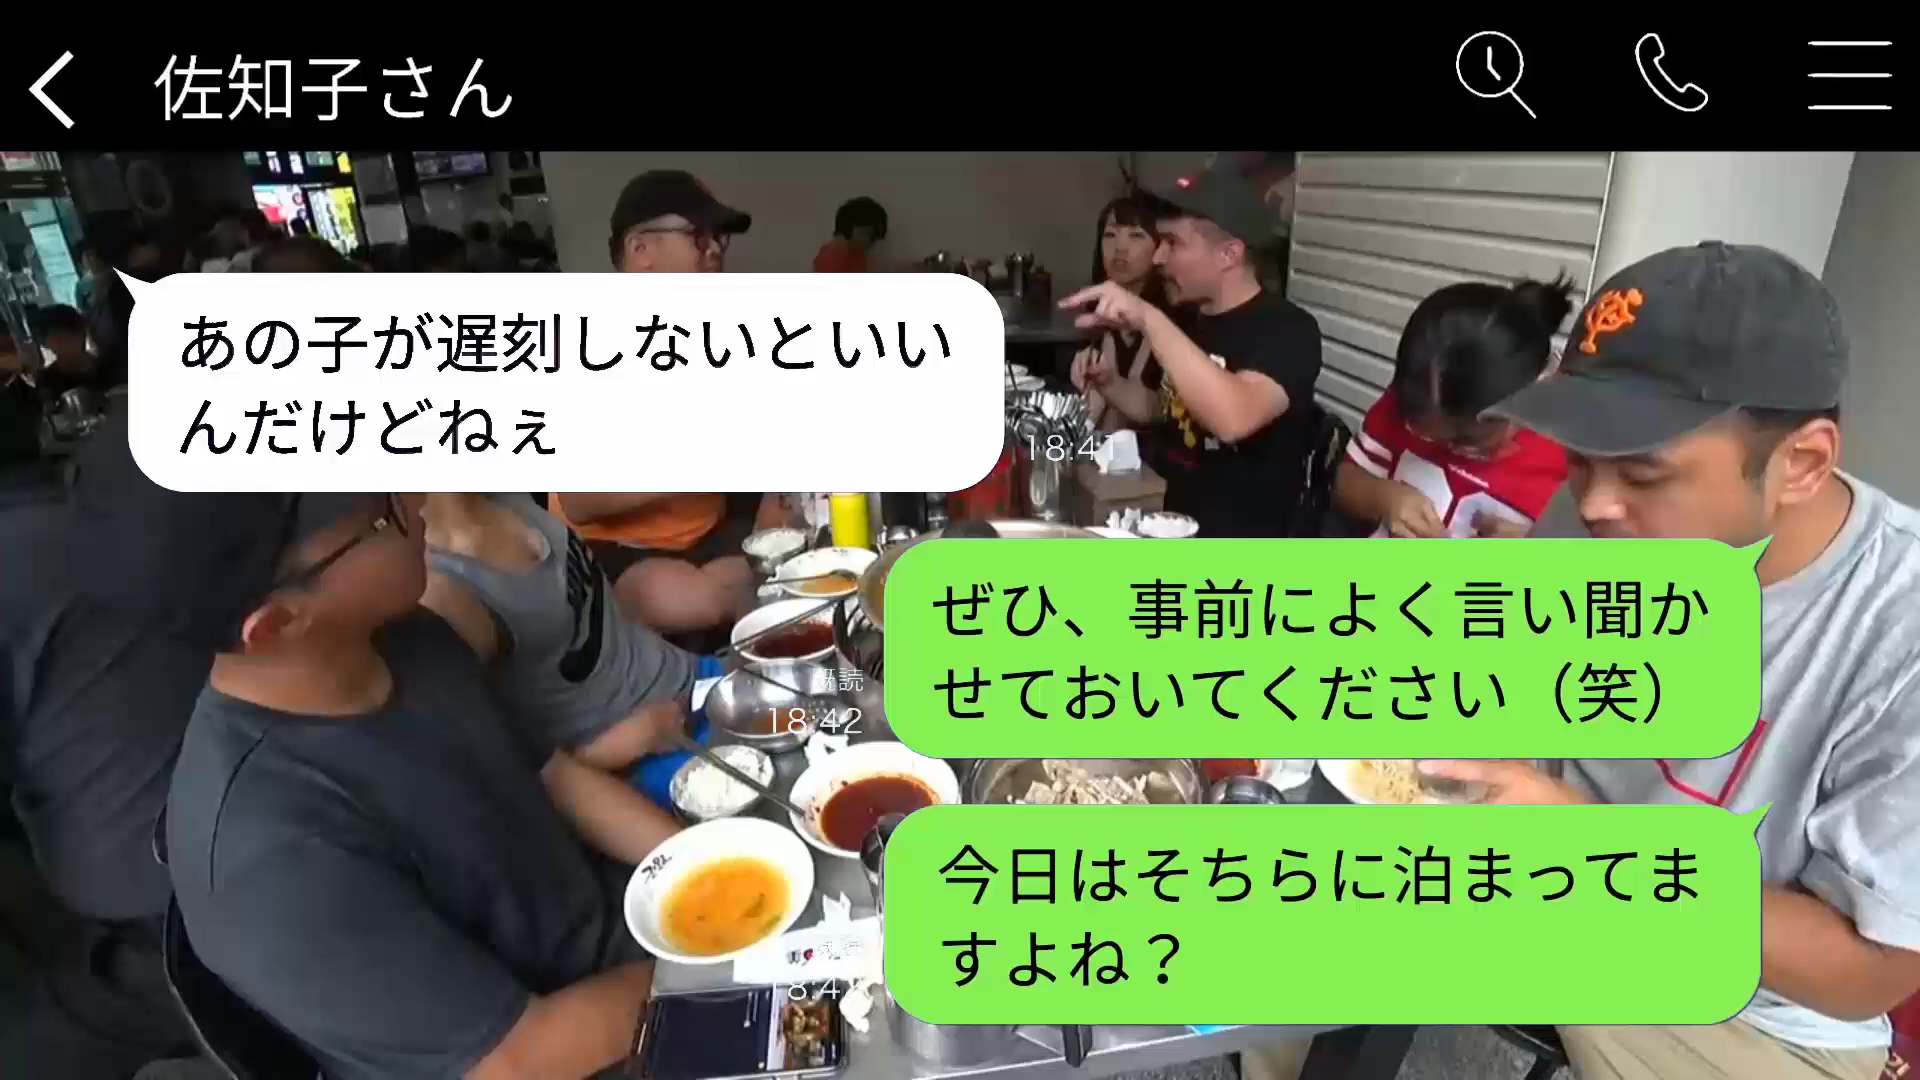 佐知子さん
あの子が遅刻しないといい
んだけどねぇ
18:41
ぜひ、事前によく言い聞か
せておいてください（笑）
既読
18:42
今日はそちらに泊まってま
すよね？